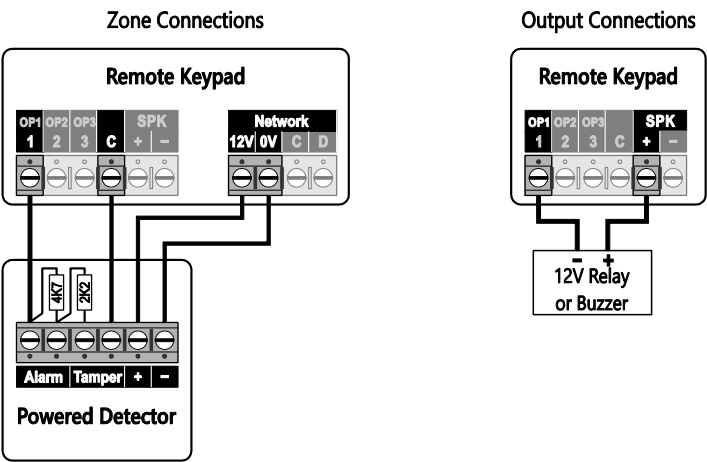 Zone Connections
Remote Keypad
OP1 OP2 OP3 SPK
1 2 3 C + −
Network
12V 0V C D
4K7
2K2
Alarm Tamper + −
Powered Detector
Output Connections
Remote Keypad
OP1 OP2 OP3 SPK
1 2 3 C + −
− +
12V Relay
or Buzzer